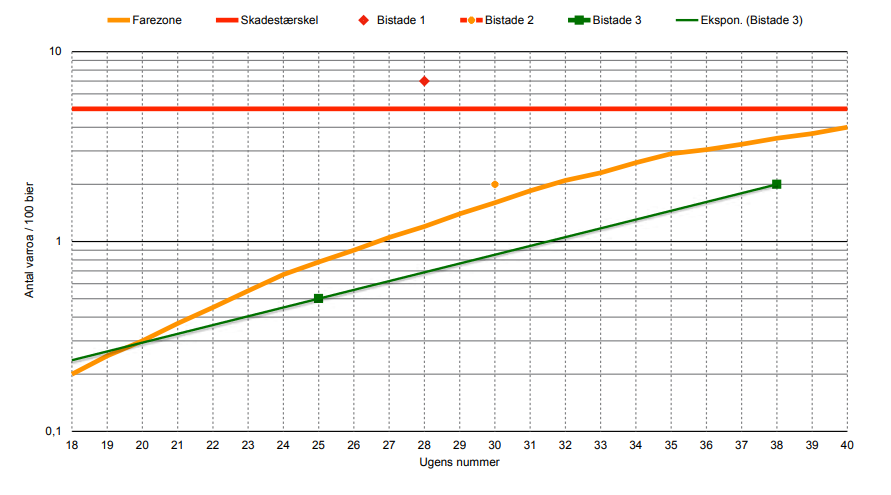 Farezone Skadestærskel Bistade 1 Bistade 2 Bistade 3 Ekspon. (Bistade 3)
10
1
0,1
Antal varroa / 100 bier
18 19 20 21 22 23 24 25 26 27 28 29 30 31 32 33 34 35 36 37 38 39 40
Ugens nummer